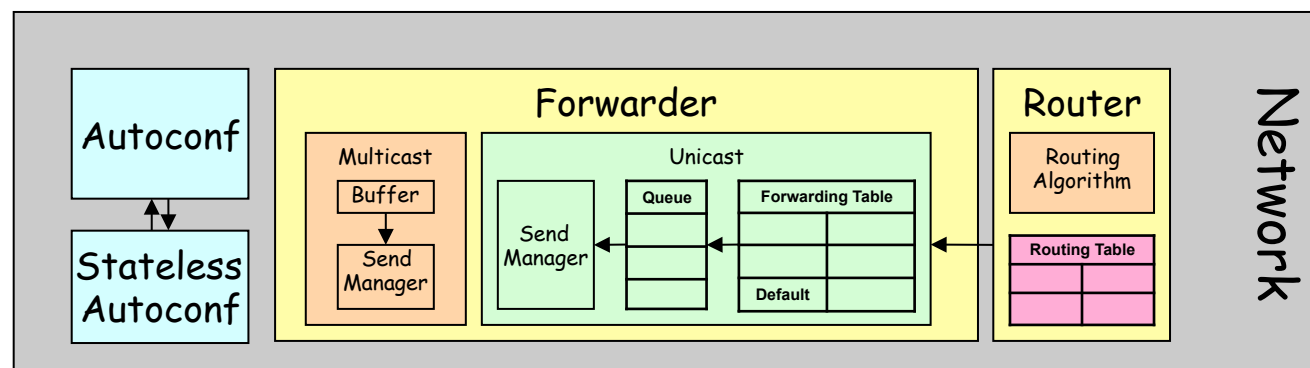 Autoconf
Stateless
Autoconf
Forwarder
Multicast
Buffer
Send
Manager
Unicast
Send
Manager
Queue
Forwarding Table
Default
Router
Routing
Algorithm
Routing Table
Network